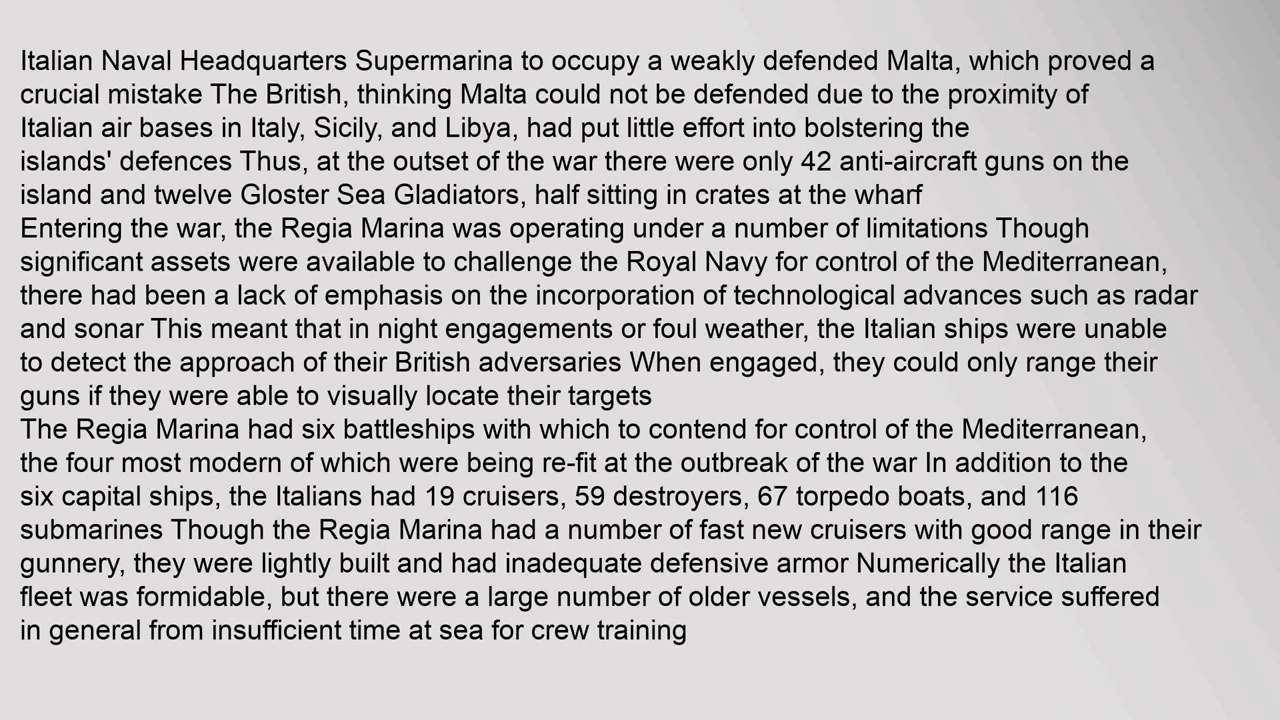 Italian Naval Headquarters Supermarina to occupy a weakly defended Malta, which proved a
crucial mistake The British, thinking Malta could not be defended due to the proximity of
Italian air bases in Italy, Sicily, and Libya, had put little effort into bolstering the
islands' defences Thus, at the outset of the war there were only 42 anti-aircraft guns on the
island and twelve Gloster Sea Gladiators, half sitting in crates at the wharf
Entering the war, the Regia Marina was operating under a number of limitations Though
significant assets were available to challenge the Royal Navy for control of the Mediterranean,
there had been a lack of emphasis on the incorporation of technological advances such as radar
and sonar This meant that in night engagements or foul weather, the Italian ships were unable
to detect the approach of their British adversaries When engaged, they could only range their
guns if they were able to visually locate their targets
The Regia Marina had six battleships with which to contend for control of the Mediterranean,
the four most modern of which were being re-fit at the outbreak of the war In addition to the
six capital ships, the Italians had 19 cruisers, 59 destroyers, 67 torpedo boats, and 116
submarines Though the Regia Marina had a number of fast new cruisers with good range in their
gunnery, they were lightly built and had inadequate defensive armor Numerically the Italian
fleet was formidable, but there were a large number of older vessels, and the service suffered
in general from insufficient time at sea for crew training